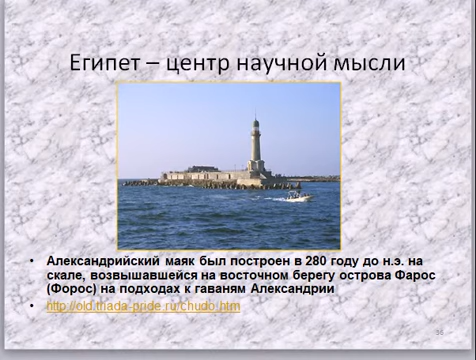 Египет – центр научной мысли
• Александрийский маяк был построен в 280 году до н.э. на
скале, возвышавшейся на восточном берегу острова Фарос
(Форос) на подходах к гаваням Александрии
• http://old.thada-pride.ru/chudo.htm
36